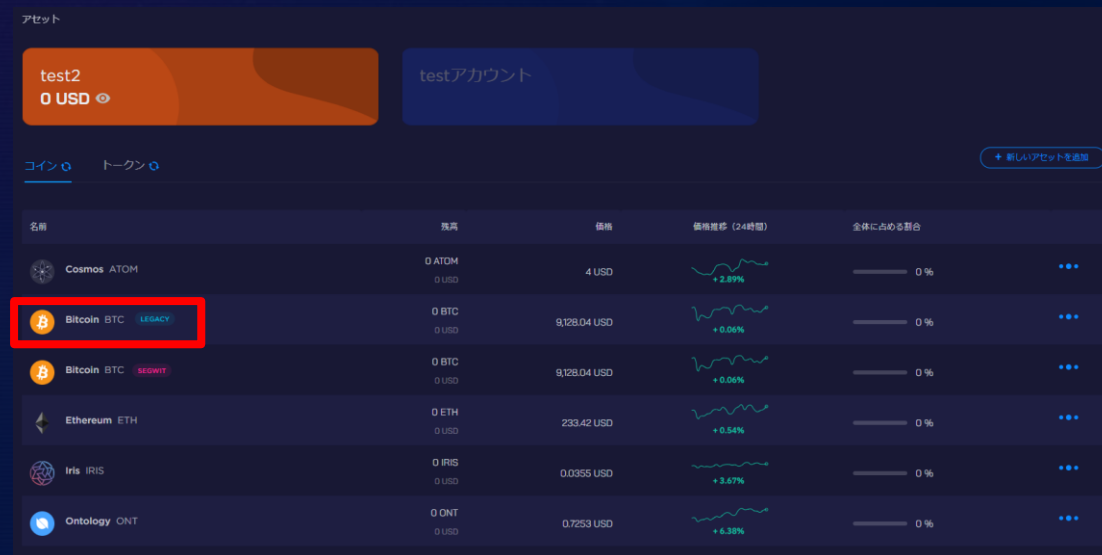 アセット
test2
0 USD
testアカウント
コイン トークン + 新しいアセットを追加
名前 残高 価格 価格推移（24時間） 全体に占める割合
Cosmos ATOM 0 ATOM 4 USD +2.89% 0 %
0 USD
Bitcoin BTC LEGACY 0 BTC 9,128.04 USD +0.06% 0 %
0 USD
Bitcoin BTC SEGWIT 0 BTC 9,128.04 USD +0.06% 0 %
0 USD
Ethereum ETH 0 ETH 233.42 USD +0.54% 0 %
0 USD
Iris IRIS 0 IRIS 0.0355 USD +3.67% 0 %
0 USD
Ontology ONT 0 ONT 0.7253 USD +6.38% 0 %
0 USD